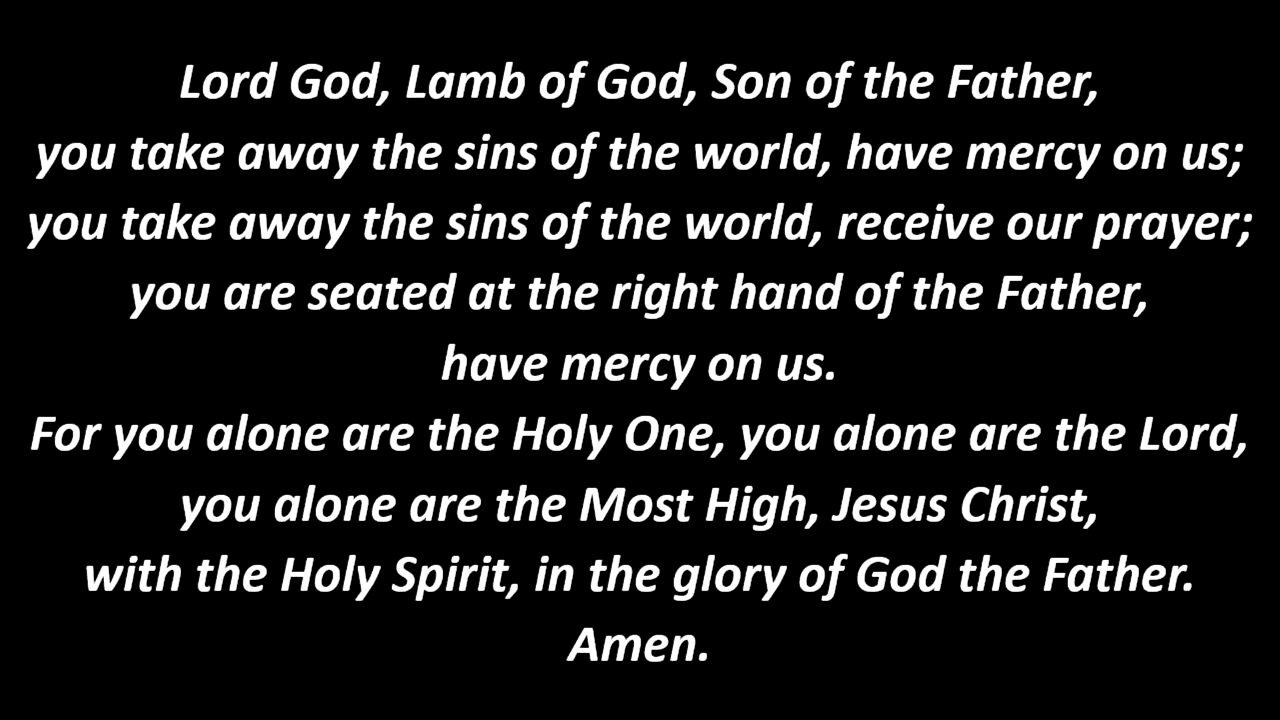 Lord God, Lamb of God, Son of the Father,
you take away the sins of the world, have mercy on us;
you take away the sins of the world, receive our prayer;
you are seated at the right hand of the Father,
have mercy on us.
For you alone are the Holy One, you alone are the Lord,
you alone are the Most High, Jesus Christ,
with the Holy Spirit, in the glory of God the Father.
Amen.